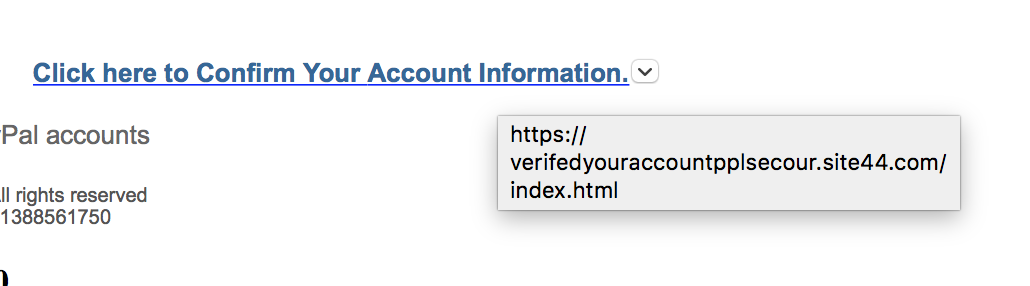 Click here to Confirm Your Account Information.
Pal accounts
ll rights reserved
1388561750
https://
verifedyouraccountpplsecour.site44.com/
index.html